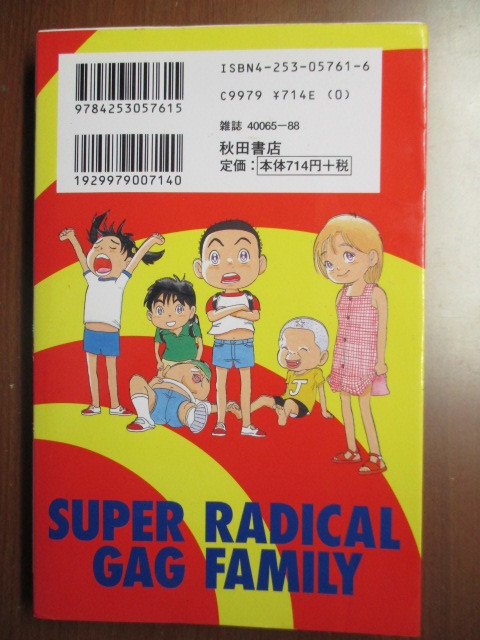 ISBN4-253-05761-6
9784253057615
C9979 ¥714E (0)
雑誌 40065-88
秋田書店
1929979007140
定価：本体714円+税
J
SUPER RADICAL
GAG FAMILY